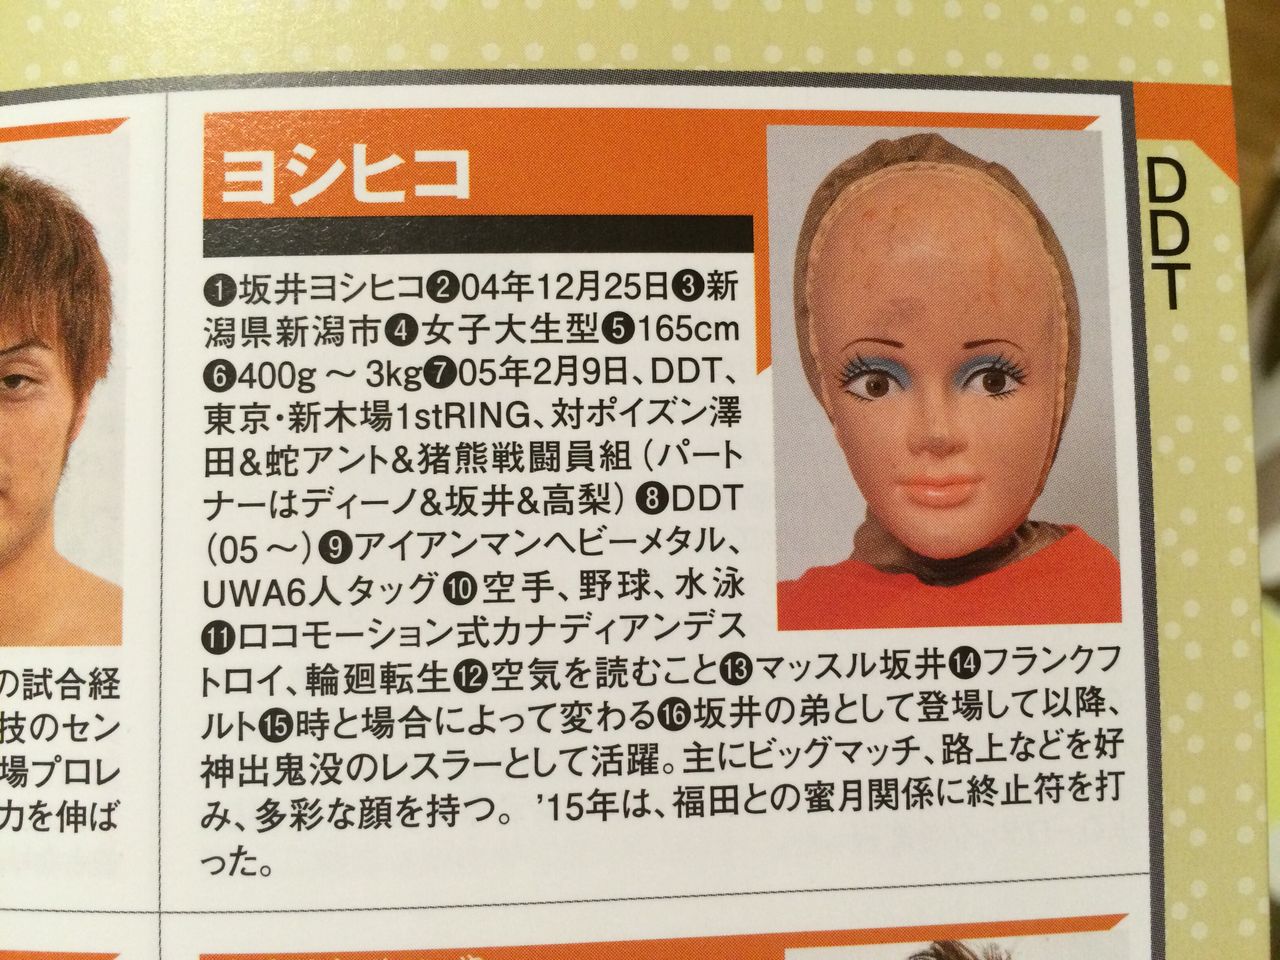 ヨシヒコ
❶坂井ヨシヒコ❷04年12月25日❸新
潟県新潟市❹女子大生型❺165cm
❻400g～3kg❼05年2月9日、DDT、
東京・新木場1stRING、対ポイズン澤
田&蛇アント&猪熊戦闘員組（パート
ナーはディーノ&坂井&高梨）❽DDT
（05～）❾アイアンマンヘビーメタル、
UWA6人タッグ❿空手、野球、水泳
⓫ロコモーション式カナディアンデス
トロイ、輪廻転生⓬空気を読むこと⓭マッスル坂井⓮フランクフ
ルト⓯時と場合によって変わる⓰坂井の弟として登場して以降、
神出鬼没のレスラーとして活躍。主にビッグマッチ、路上などを好
み、多彩な顔を持つ。'15年は、福田との蜜月関係に終止符を打
った。
DDT
の試合経
技のセン
場プロレ
力を伸ば